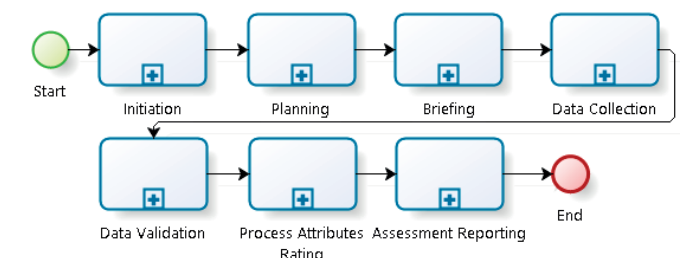 Start
Initiation
Planning
Briefing
Data Collection
Data Validation
Process Attributes
Rating
Assessment Reporting
End